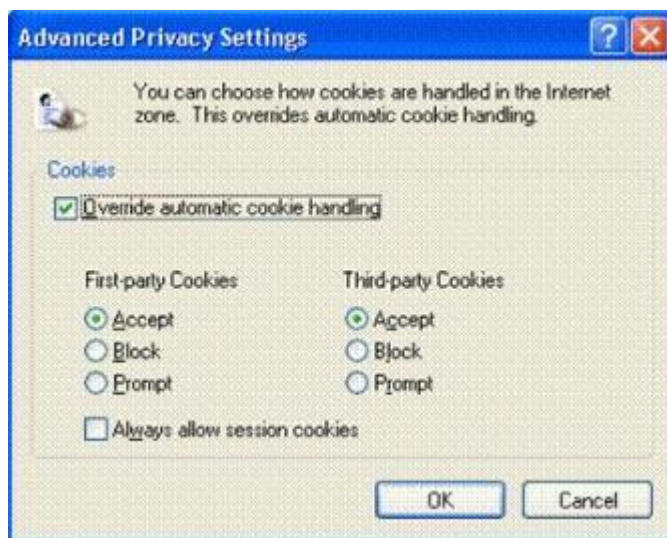 Advanced Privacy Settings
You can choose how cookies are handled in the Internet
zone. This overrides automatic cookie handling.
Cookies
Override automatic cookie handling
First-party Cookies Third-party Cookies
Accept Accept
Block Block
Prompt Prompt
Always allow session cookies
OK Cancel